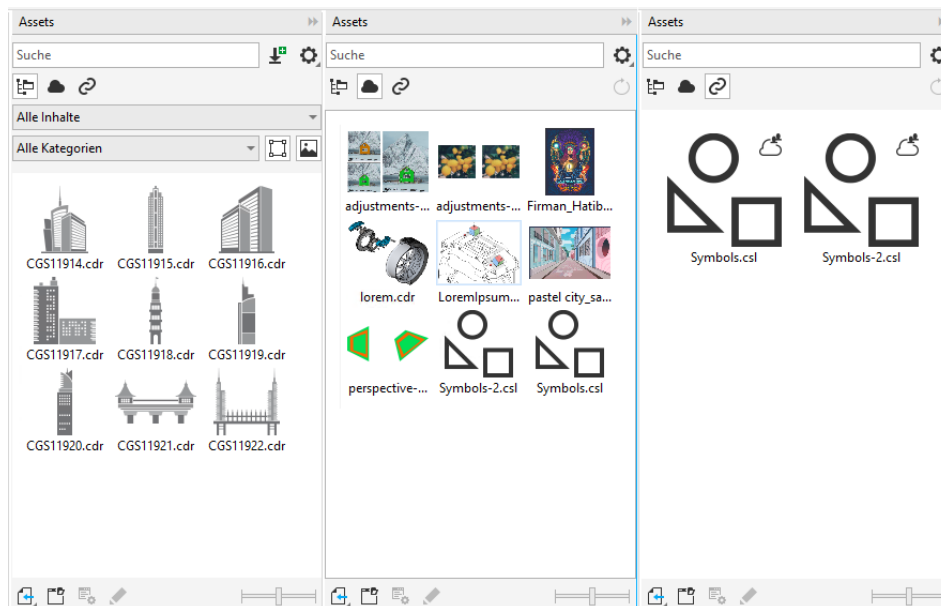 Assets
Suche
Alle Inhalte
Alle Kategorien
CGS11914.cdr CGS11915.cdr CGS11916.cdr
CGS11917.cdr CGS11918.cdr CGS11919.cdr
CGS11920.cdr CGS11921.cdr CGS11922.cdr
Assets
Suche
adjustments-... adjustments-... Firman_Hatib...
lorem.cdr LoremIpsum... pastel city_sa...
perspective-... Symbols-2.csl Symbols.csl
Assets
Suche
Symbols.csl Symbols-2.csl